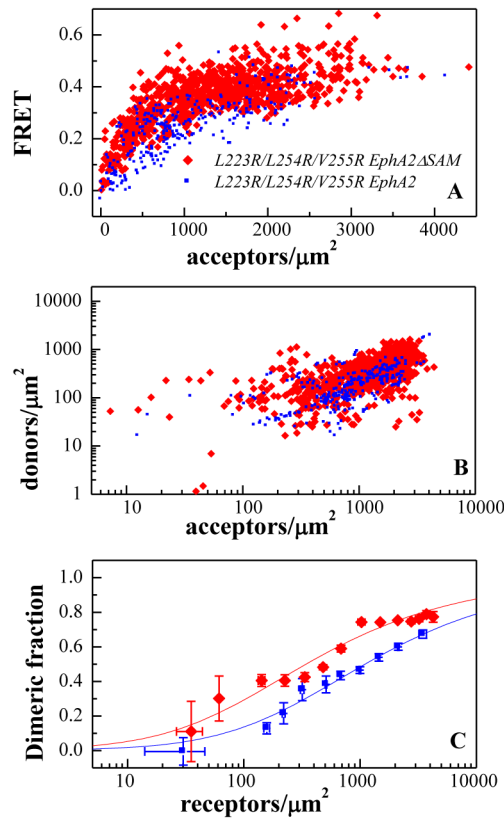 0.6
0.4
0.2
0.0
FRET
L223R/L254R/V255R EphA2ΔSAM
L223R/L254R/V255R EphA2
A
0 1000 2000 3000 4000
acceptors/μm²
10000
1000
100
10
1
donors/μm²
B
10 100 1000 10000
acceptors/μm²
1.0
0.8
0.6
0.4
0.2
0.0
Dimeric fraction
C
10 100 1000 10000
receptors/μm²